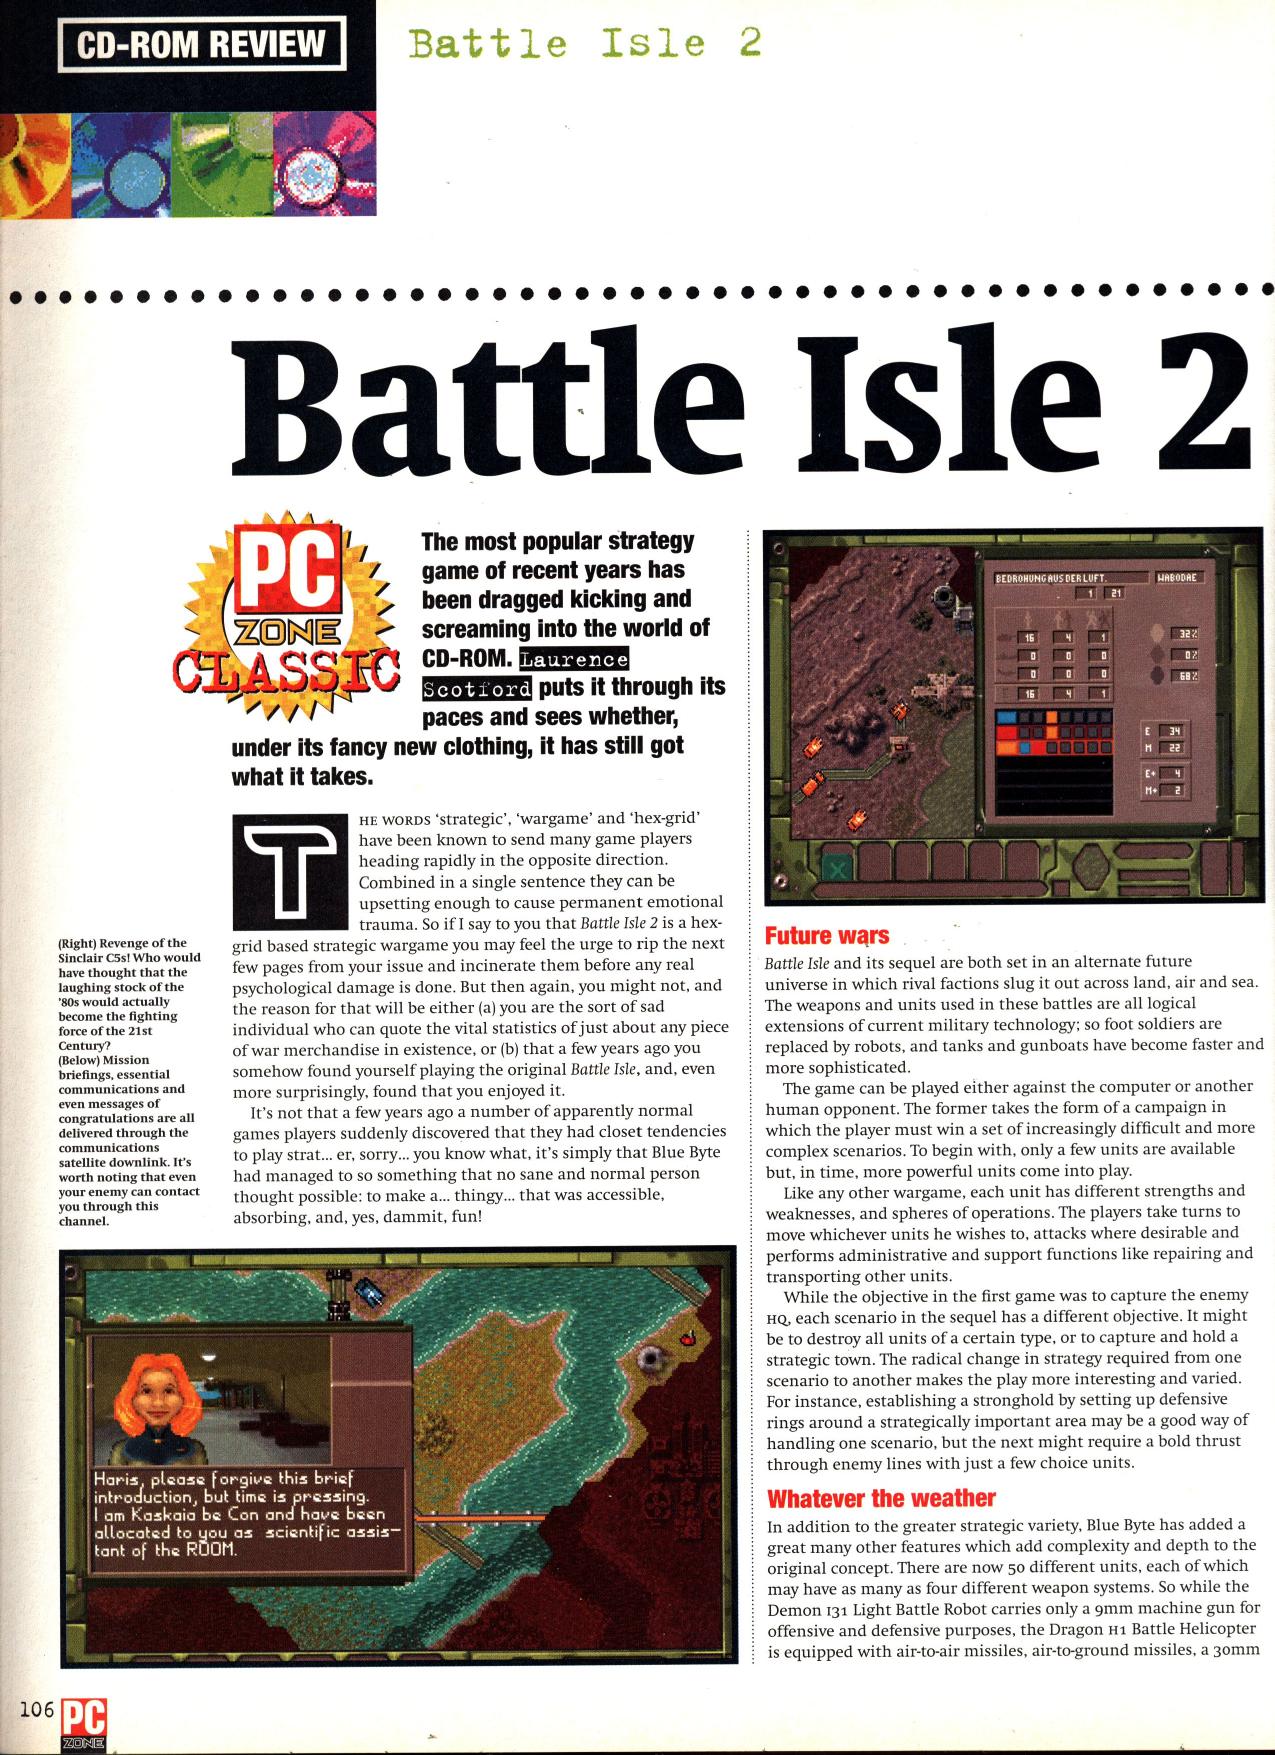 CD-ROM REVIEW
Battle Isle 2
Battle Isle 2
PC
ZONE
CLASSIC
The most popular strategy
game of recent years has
been dragged kicking and
screaming into the world of
CD-ROM. Laurence
Scotford puts it through its
paces and sees whether,
under its fancy new clothing, it has still got
what it takes.
THE WORDS ‘strategic’, ‘wargame’ and ‘hex-grid’
have been known to send many game players
heading rapidly in the opposite direction.
Combined in a single sentence they can be
upsetting enough to cause permanent emotional
trauma. So if I say to you that Battle Isle 2 is a hex-
grid based strategic wargame you may feel the urge to rip the next
few pages from your issue and incinerate them before any real
psychological damage is done. But then again, you might not, and
the reason for that will be either (a) you are the sort of sad
individual who can quote the vital statistics of just about any piece
of war merchandise in existence, or (b) that a few years ago you
somehow found yourself playing the original Battle Isle, and, even
more surprisingly, found that you enjoyed it.
It’s not that a few years ago a number of apparently normal
games players suddenly discovered that they had closet tendencies
to play strat... er, sorry... you know what, it’s simply that Blue Byte
had managed to so something that no sane and normal person
thought possible: to make a... thingy... that was accessible,
absorbing, and, yes, dammit, fun!
(Right) Revenge of the
Sinclair C5s! Who would
have thought that the
laughing stock of the
’80s would actually
become the fighting
force of the 21st
Century?
(Below) Mission
briefings, essential
communications and
even messages of
congratulations are all
delivered through the
communications
satellite downlink. It’s
worth noting that even
your enemy can contact
you through this
channel.
Haris, please forgive this brief
introduction, but time is pressing.
I am Kaskaia be Con and have been
allocated to you as scientific assis-
tant of the ROOM.
BEDROHUNG AUS DER LUFT. WABODAE
1 21
16 4 1 32%
0 0 0 0%
0 0 0 68%
16 4 1
E 34
M 22
E+ 4
M+ 2
Future wars
Battle Isle and its sequel are both set in an alternate future
universe in which rival factions slug it out across land, air and sea.
The weapons and units used in these battles are all logical
extensions of current military technology; so foot soldiers are
replaced by robots, and tanks and gunboats have become faster and
more sophisticated.
The game can be played either against the computer or another
human opponent. The former takes the form of a campaign in
which the player must win a set of increasingly difficult and more
complex scenarios. To begin with, only a few units are available
but, in time, more powerful units come into play.
Like any other wargame, each unit has different strengths and
weaknesses, and spheres of operations. The players take turns to
move whichever units he wishes to, attacks where desirable and
performs administrative and support functions like repairing and
transporting other units.
While the objective in the first game was to capture the enemy
HQ, each scenario in the sequel has a different objective. It might
be to destroy all units of a certain type, or to capture and hold a
strategic town. The radical change in strategy required from one
scenario to another makes the play more interesting and varied.
For instance, establishing a stronghold by setting up defensive
rings around a strategically important area may be a good way of
handling one scenario, but the next might require a bold thrust
through enemy lines with just a few choice units.
Whatever the weather
In addition to the greater strategic variety, Blue Byte has added a
great many other features which add complexity and depth to the
original concept. There are now 50 different units, each of which
may have as many as four different weapon systems. So while the
Demon I31 Light Battle Robot carries only a 9mm machine gun for
offensive and defensive purposes, the Dragon H1 Battle Helicopter
is equipped with air-to-air missiles, air-to-ground missiles, a 30mm
106 PC
ZONE